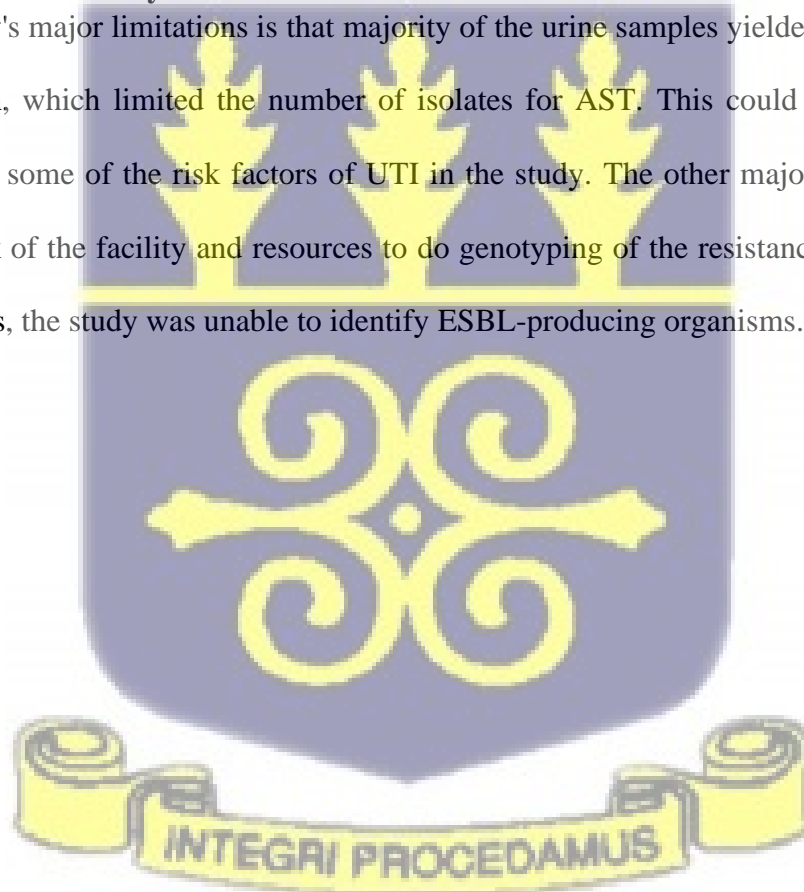 's major limitations is that majority of the urine samples yielde
, which limited the number of isolates for AST. This could
some of the risk factors of UTI in the study. The other majo
of the facility and resources to do genotyping of the resistanc
s, the study was unable to identify ESBL-producing organisms.
INTEGRI PROCEDAMUS